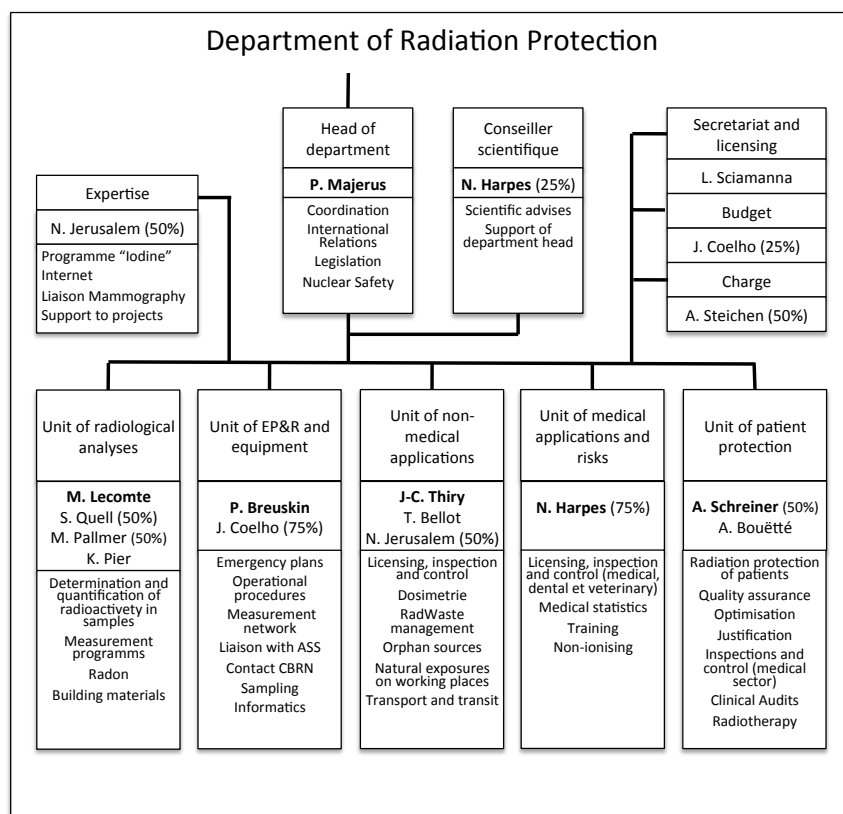 Department of Radiation Protection
Head of
department
P. Majerus
Coordination
International
Relations
Legislation
Nuclear Safety
Conseiller
scientifique
N. Harpes (25%)
Scientific advises
Support of
department head
Secretariat and
licensing
L. Sciamanna
Budget
J. Coelho (25%)
Charge
A. Steichen (50%)
Expertise
N. Jerusalem (50%)
Programme "Iodine"
Internet
Liaison Mammography
Support to projects
Unit of radiological
analyses
M. Lecomte
S. Quell (50%)
M. Pallmer (50%)
K. Pier
Determination and
quantification of
radioactivety in
samples
Measurement
programms
Radon
Building materials
Unit of EP&R and
equipment
P. Breuskin
J. Coelho (75%)
Emergency plans
Operational
procedures
Measurement
network
Liaison with ASS
Contact CBRN
Sampling
Informatics
Unit of non-
medical
applications
J-C. Thiry
T. Bellot
N. Jerusalem (50%)
Licensing, inspection
and control
Dosimetrie
RadWaste
management
Orphan sources
Natural exposures
on working places
Transport and transit
Unit of medical
applications and
risks
N. Harpes (75%)
Licensing, inspection
and control (medical,
dental et veterinary)
Medical statistics
Training
Non-ionising
Unit of patient
protection
A. Schreiner (50%)
A. Bouëtté
Radiation protection
of patients
Quality assurance
Optimisation
Justification
Inspections and
control (medical
sector)
Clinical Audits
Radiotherapy